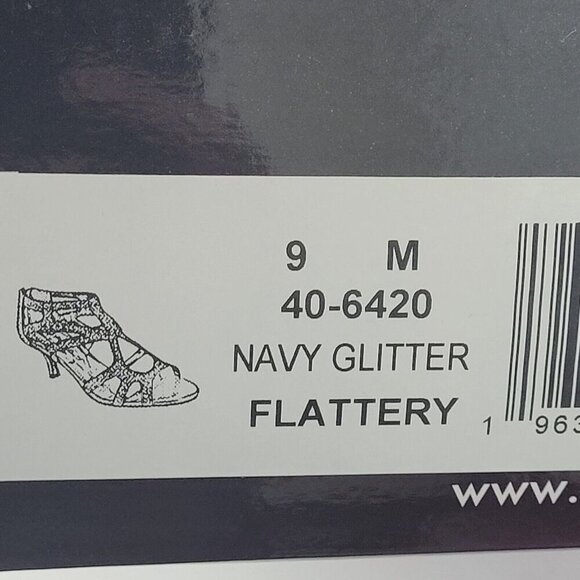 9 M
40-6420
NAVY GLITTER
FLATTERY
1 963
www.